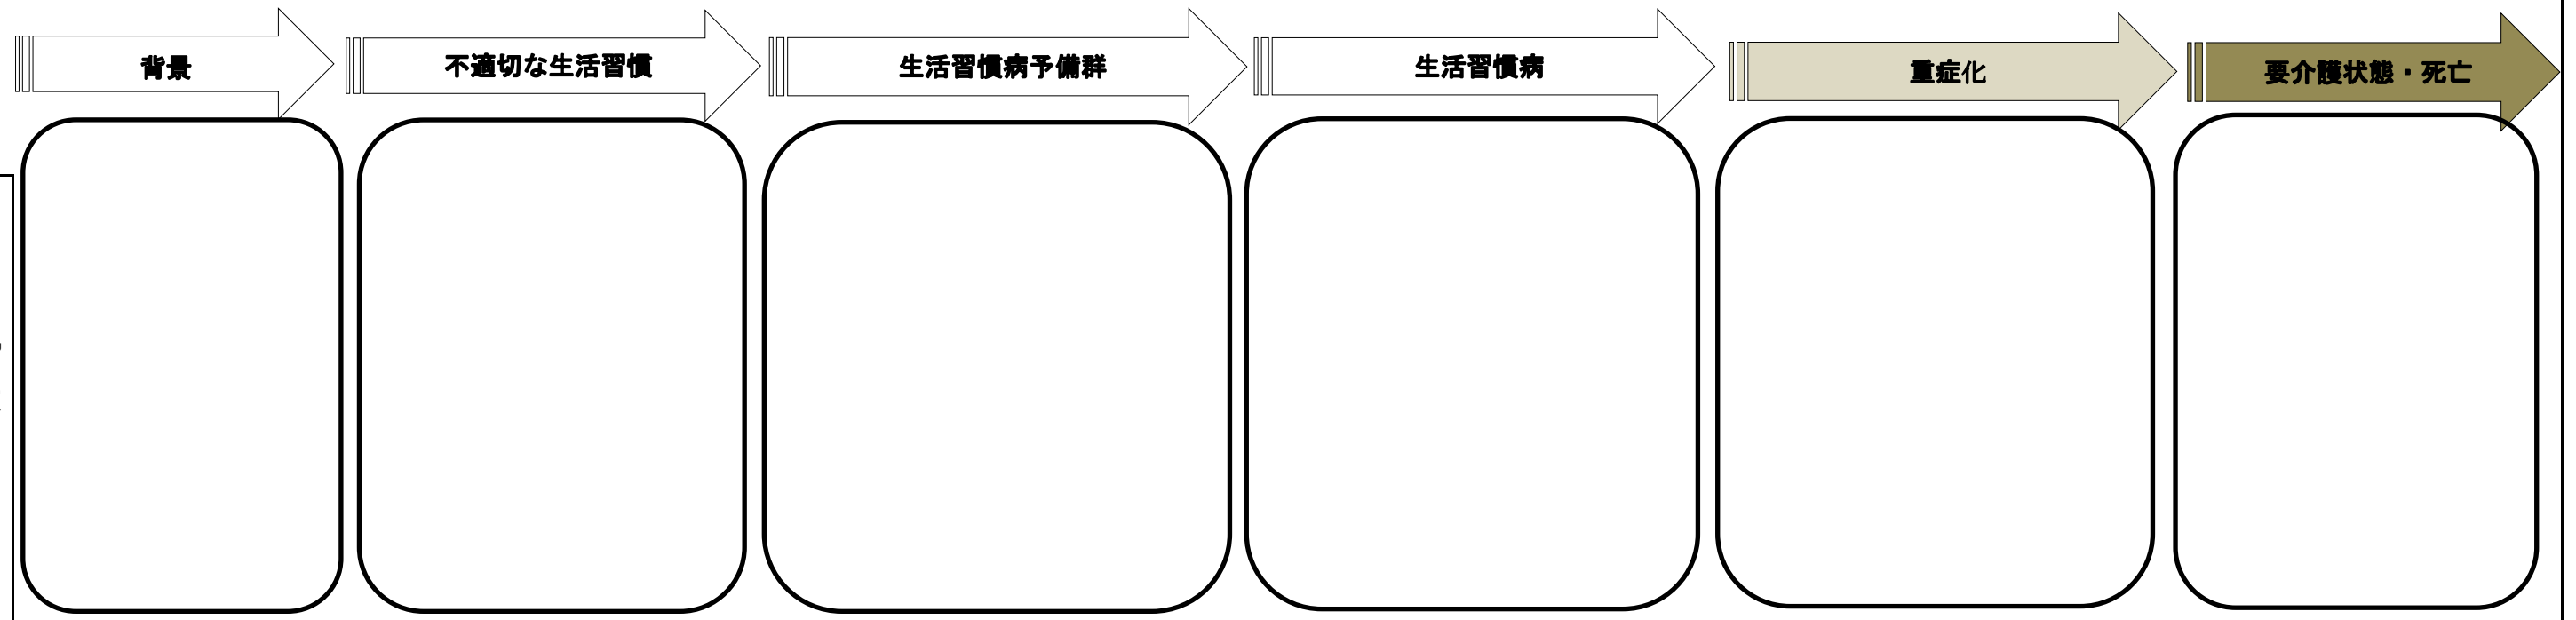 背景
不適切な生活習慣
生活習慣病予備群
生活習慣病
重症化
要介護状態・死亡